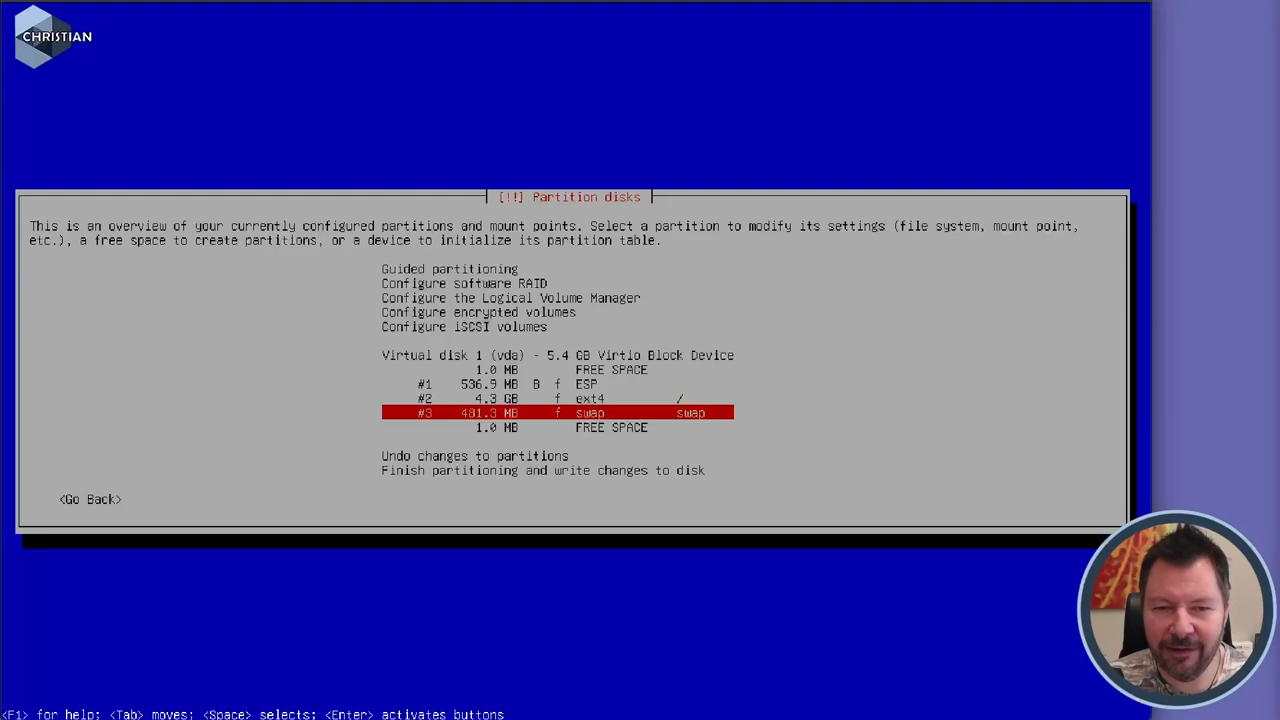 CHRISTIAN
[!!] Partition disks
This is an overview of your currently configured partitions and mount points. Select a partition to modify its settings (file system, mount point,
etc.), a free space to create partitions, or a device to initialize its partition table.
Guided partitioning
Configure software RAID
Configure the Logical Volume Manager
Configure encrypted volumes
Configure iSCSI volumes
Virtual disk 1 (vda) - 5.4 GB Virtio Block Device
1.0 MB FREE SPACE
#1 536.9 MB B f ESP
#2 4.3 GB f ext4 /
#3 481.3 MB f swap swap
1.0 MB FREE SPACE
Undo changes to partitions
Finish partitioning and write changes to disk
<Go Back>
<F1> for help; <Tab> moves; <Space> selects; <Enter> activates buttons